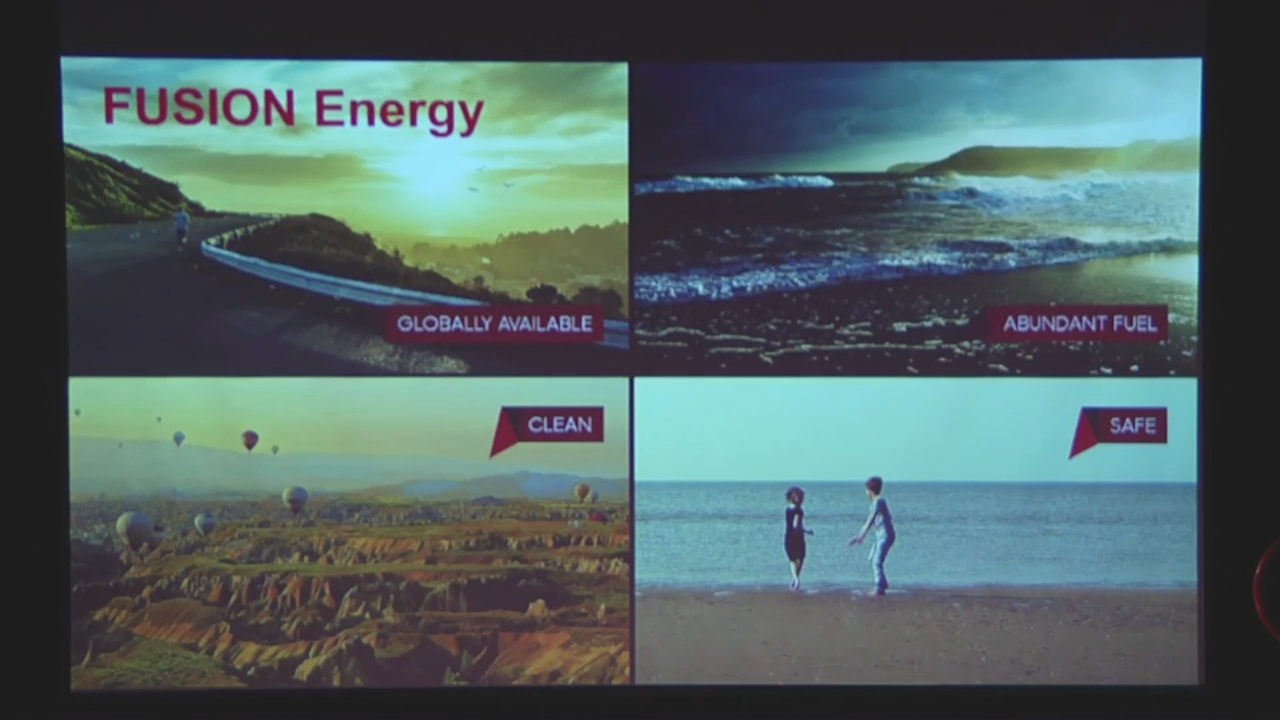 FUSION Energy
GLOBALLY AVAILABLE
ABUNDANT FUEL
CLEAN
SAFE